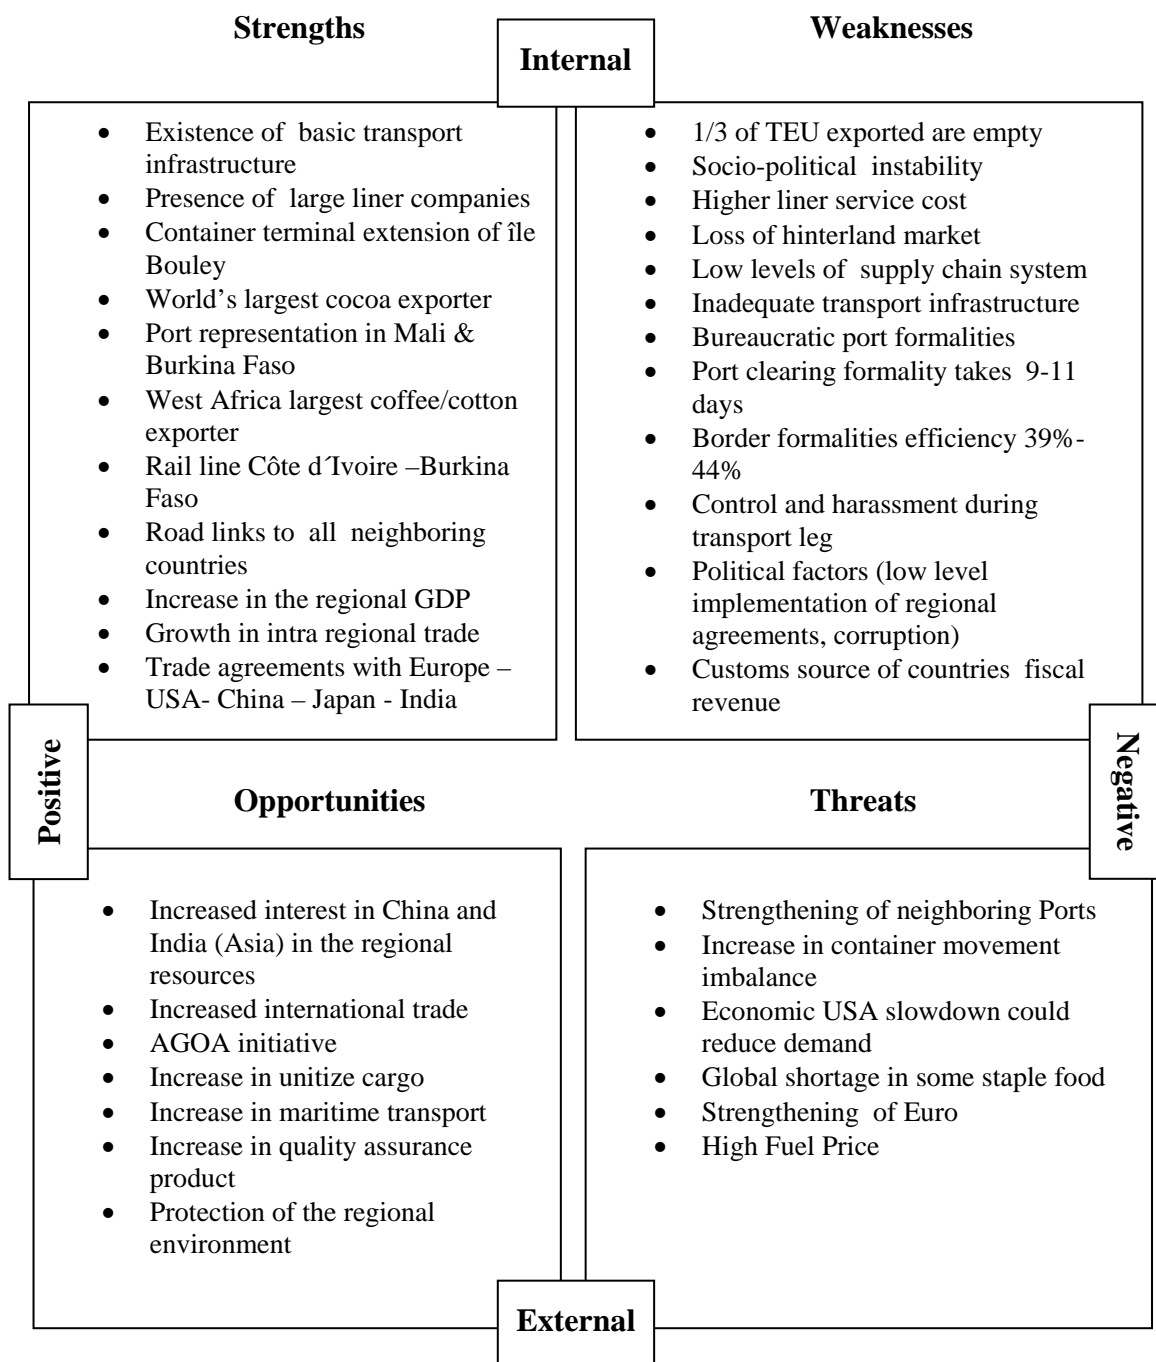 Strengths
Weaknesses
Internal
Existence of basic transport
infrastructure
Presence of large liner companies
Container terminal extension of île
Bouley
World's largest cocoa exporter
Port representation in Mali &
Burkina Faso
West Africa largest coffee/cotton
exporter
Rail line Côte d´Ivoire –Burkina
Faso
Road links to all neighboring
countries
Increase in the regional GDP
Growth in intra regional trade
Trade agreements with Europe –
USA- China – Japan - India
1/3 of TEU exported are empty
Socio-political instability
Higher liner service cost
Loss of hinterland market
Low levels of supply chain system
Inadequate transport infrastructure
Bureaucratic port formalities
Port clearing formality takes 9-11
days
Border formalities efficiency 39%-
44%
Control and harassment during
transport leg
Political factors (low level
implementation of regional
agreements, corruption)
Customs source of countries fiscal
revenue
Positive
Negative
Opportunities
Threats
Increased interest in China and
India (Asia) in the regional
resources
Increased international trade
AGOA initiative
Increase in unitize cargo
Increase in maritime transport
Increase in quality assurance
product
Protection of the regional
environment
Strengthening of neighboring Ports
Increase in container movement
imbalance
Economic USA slowdown could
reduce demand
Global shortage in some staple food
Strengthening of Euro
High Fuel Price
External